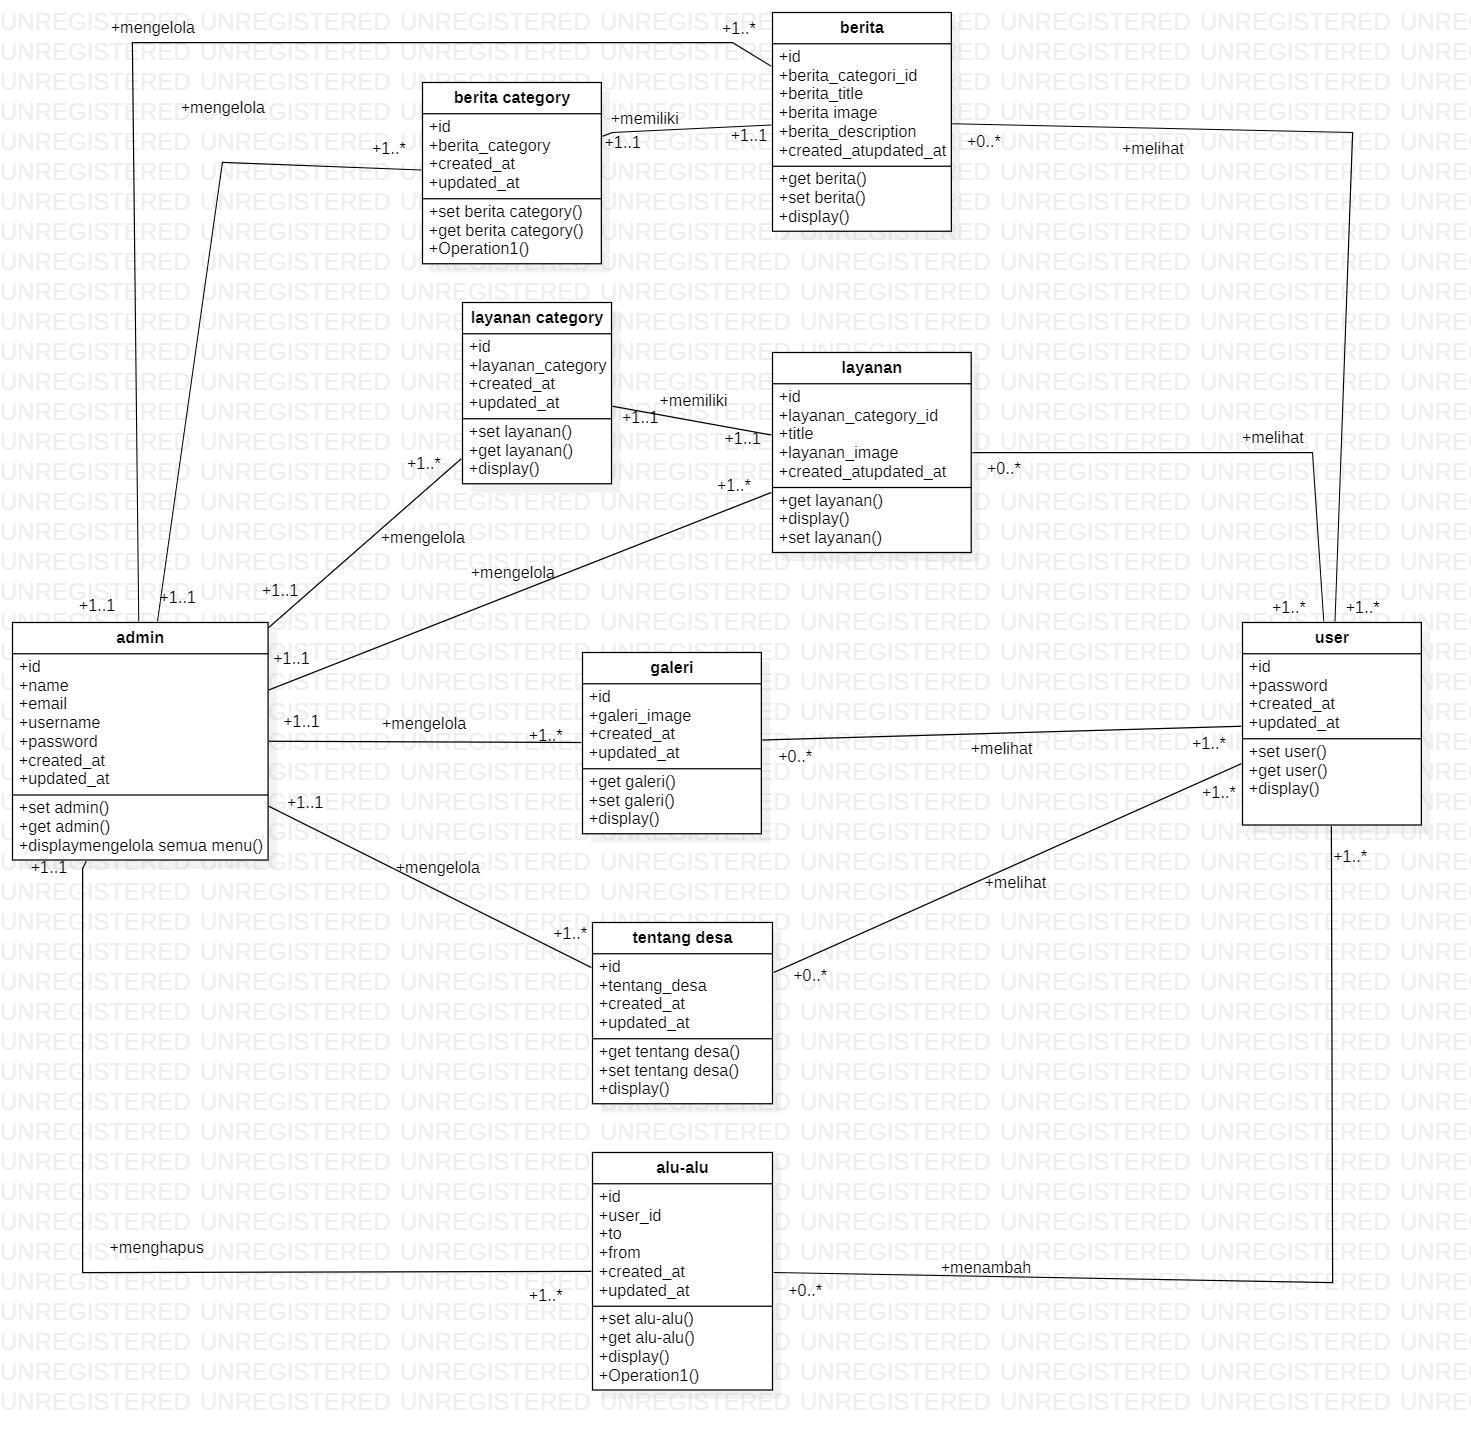 +mengelola
+1..*
berita
+id
+berita_categori_id
+berita_title
+berita image
+berita_description
+created_atupdated_at
+get berita()
+set berita()
+display()
+mengelola
+1..*
berita category
+id
+berita_category
+created_at
+updated_at
+set berita category()
+get berita category()
+Operation1()
+memiliki
+1..1
+1..1
+0..*
+melihat
layanan category
+id
+layanan_category
+created_at
+updated_at
+set layanan()
+get layanan()
+display()
+memiliki
+1..1
+1..1
layanan
+id
+layanan_category_id
+title
+layanan_image
+created_atupdated_at
+get layanan()
+display()
+set layanan()
+melihat
+0..*
+1..*
+mengelola
+1..*
+mengelola
+1..1
+1..1
+1..1
+1..1
+1..*
+1..*
admin
+id
+name
+email
+username
+password
+created_at
+updated_at
+set admin()
+get admin()
+displaymengelola semua menu()
+1..1
+mengelola
+1..*
galeri
+id
+galeri_image
+created_at
+updated_at
+get galeri()
+set galeri()
+display()
+0..*
+melihat
+1..*
user
+id
+password
+created_at
+updated_at
+set user()
+get user()
+display()
+1..*
+1..1
+mengelola
+1..*
+1..1
+melihat
+0..*
+1..*
tentang desa
+id
+tentang_desa
+created_at
+updated_at
+get tentang desa()
+set tentang desa()
+display()
alu-alu
+id
+user_id
+to
+from
+created_at
+updated_at
+set alu-alu()
+get alu-alu()
+display()
+Operation1()
+menghapus
+1..*
+menambah
+0..*
UNREGISTERED